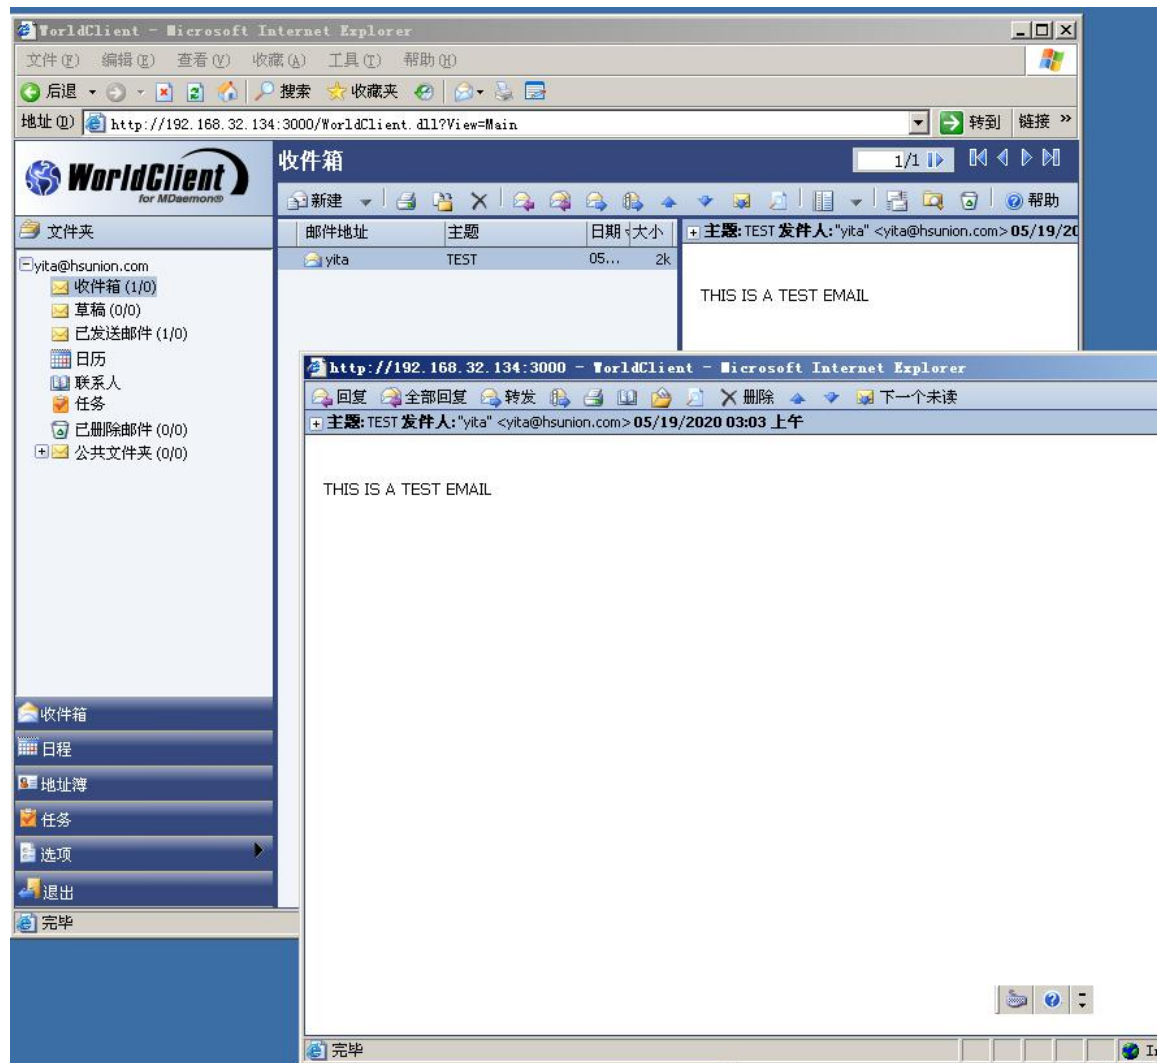 WorldClient - Microsoft Internet Explorer
文件(F) 编辑(E) 查看(V) 收藏(A) 工具(T) 帮助(H)
后退 搜索 收藏夹
地址(D) http://192.168.32.134:3000/WorldClient.dll?View=Main 转到 链接 »
WorldClient
for MDaemon®
收件箱 1/1
新建 帮助
文件夹
邮件地址 主题 日期 大小
主题: TEST 发件人: "yita" <yita@hsunion.com> 05/19/20
yita TEST 05... 2k
THIS IS A TEST EMAIL
yita@hsunion.com
收件箱 (1/0)
草稿 (0/0)
已发送邮件 (1/0)
日历
联系人
任务
已删除邮件 (0/0)
公共文件夹 (0/0)
收件箱
日程
地址簿
任务
选项
退出
完毕
http://192.168.32.134:3000 - WorldClient - Microsoft Internet Explorer
回复 全部回复 转发 删除 下一个未读
主题: TEST 发件人: "yita" <yita@hsunion.com> 05/19/2020 03:03 上午
THIS IS A TEST EMAIL
完毕